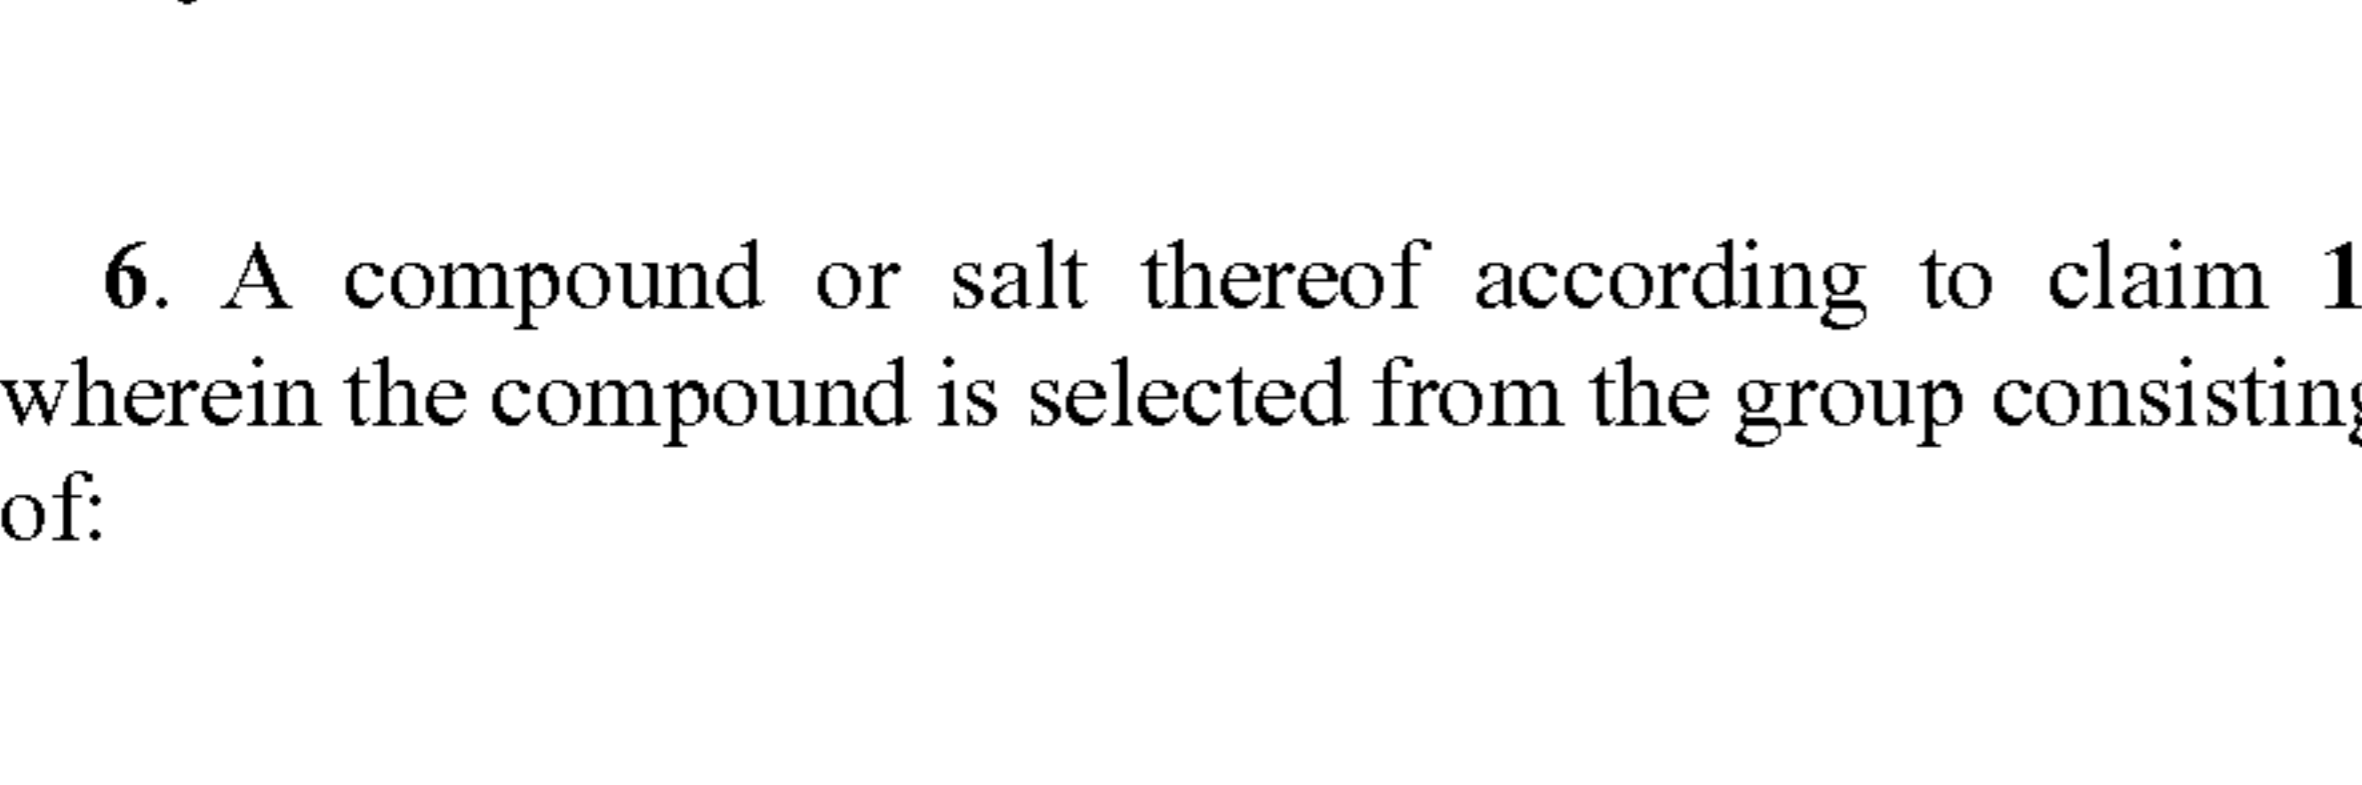 6. A compound or salt thereof according to claim 1
wherein the compound is selected from the group consisting
of: